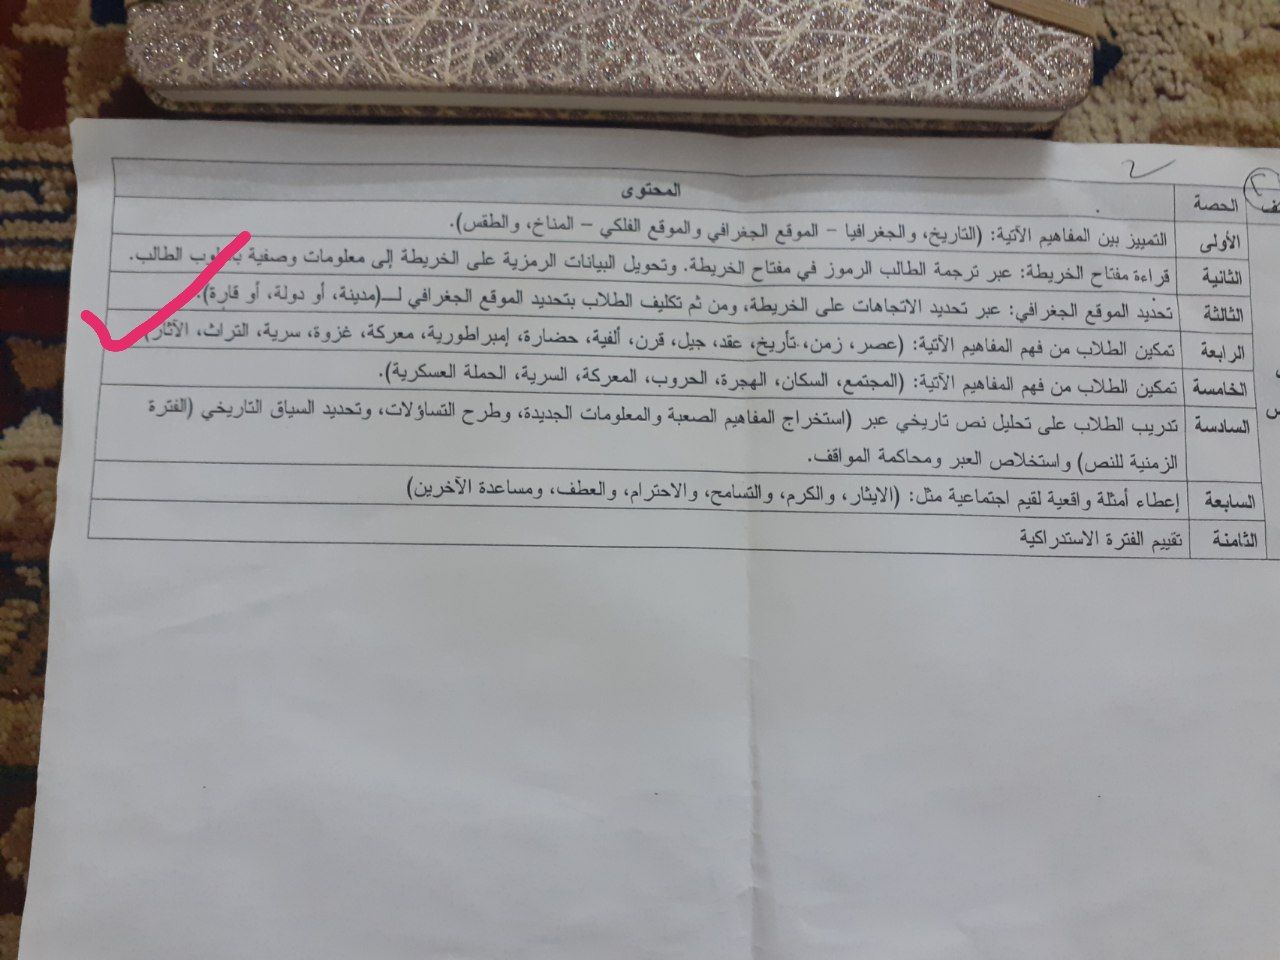 الحصة المحتوى
الأولى التمييز بين المفاهيم الآتية: (التاريخ، والجغرافيا – الموقع الجغرافي والموقع الفلكي – المناخ، والطقس).
الثانية قراءة مفتاح الخريطة: عبر ترجمة الطالب الرموز في مفتاح الخريطة. وتحويل البيانات الرمزية على الخريطة إلى معلومات وصفية الطالب.
الثالثة تحديد الموقع الجغرافي: عبر تحديد الاتجاهات على الخريطة، ومن ثم تكليف الطلاب بتحديد الموقع الجغرافي لـ(مدينة، أو دولة، أو قارة).
الرابعة تمكين الطلاب من فهم المفاهيم الآتية: (عصر، زمن، تأريخ، عقد، جيل، قرن، ألفية، حضارة، إمبراطورية، معركة، غزوة، سرية، التراث، الآثار)
الخامسة تمكين الطلاب من فهم المفاهيم الآتية: (المجتمع، السكان، الهجرة، الحروب، المعركة، السرية، الحملة العسكرية).
السادسة تدريب الطلاب على تحليل نص تاريخي عبر (استخراج المفاهيم الصعبة والمعلومات الجديدة، وطرح التساؤلات، وتحديد السياق التاريخي (الفترة
الزمنية للنص) واستخلاص العبر ومحاكمة المواقف.
السابعة إعطاء أمثلة واقعية لقيم اجتماعية مثل: (الايثار، والكرم، والتسامح، والاحترام، والعطف، ومساعدة الآخرين)
الثامنة تقييم الفترة الاستدراكية